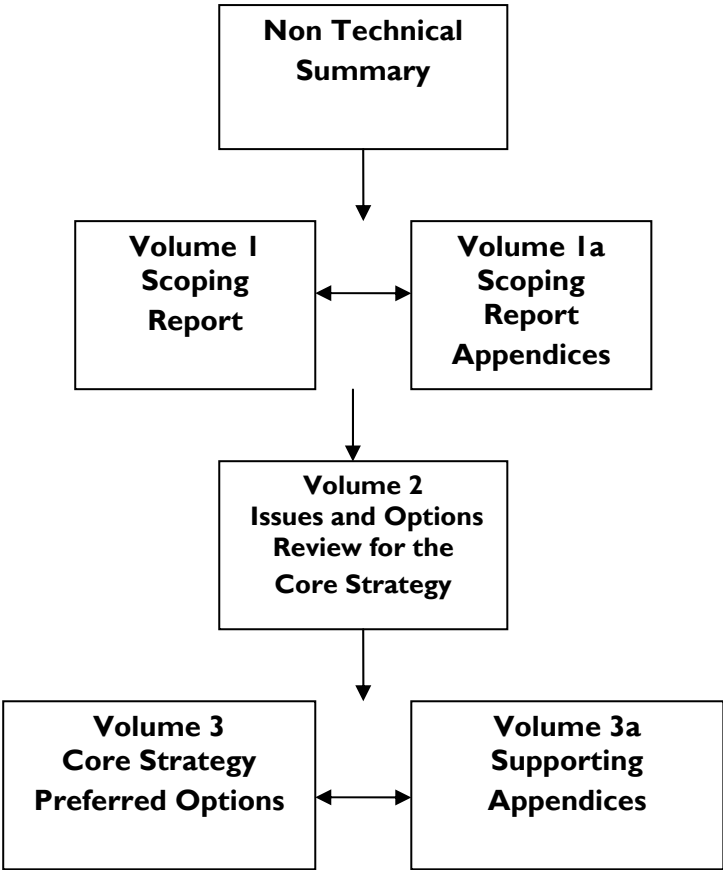 Non Technical
Summary
Volume 1
Scoping
Report
Volume 1a
Scoping
Report
Appendices
Volume 2
Issues and Options
Review for the
Core Strategy
Volume 3
Core Strategy
Preferred Options
Volume 3a
Supporting
Appendices